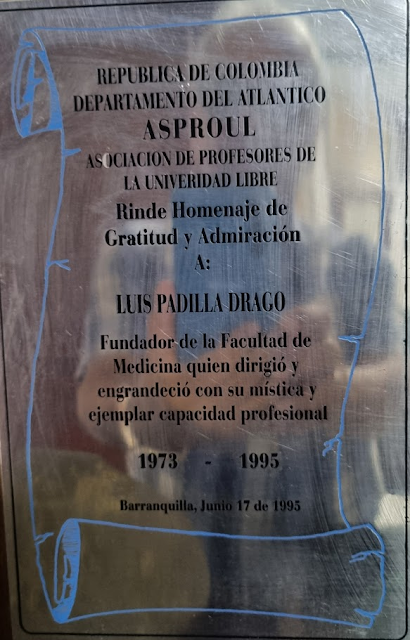 REPUBLICA DE COLOMBIA
DEPARTAMENTO DEL ATLANTICO
ASPROUL
ASOCIACION DE PROFESORES DE
LA UNIVERIDAD LIBRE
Rinde Homenaje de
Gratitud y Admiración
A:
LUIS PADILLA DRAGO
Fundador de la Facultad de
Medicina quien dirigió y
engrandeció con su mística y
ejemplar capacidad profesional
1973 - 1995
Barranquilla, Junio 17 de 1995